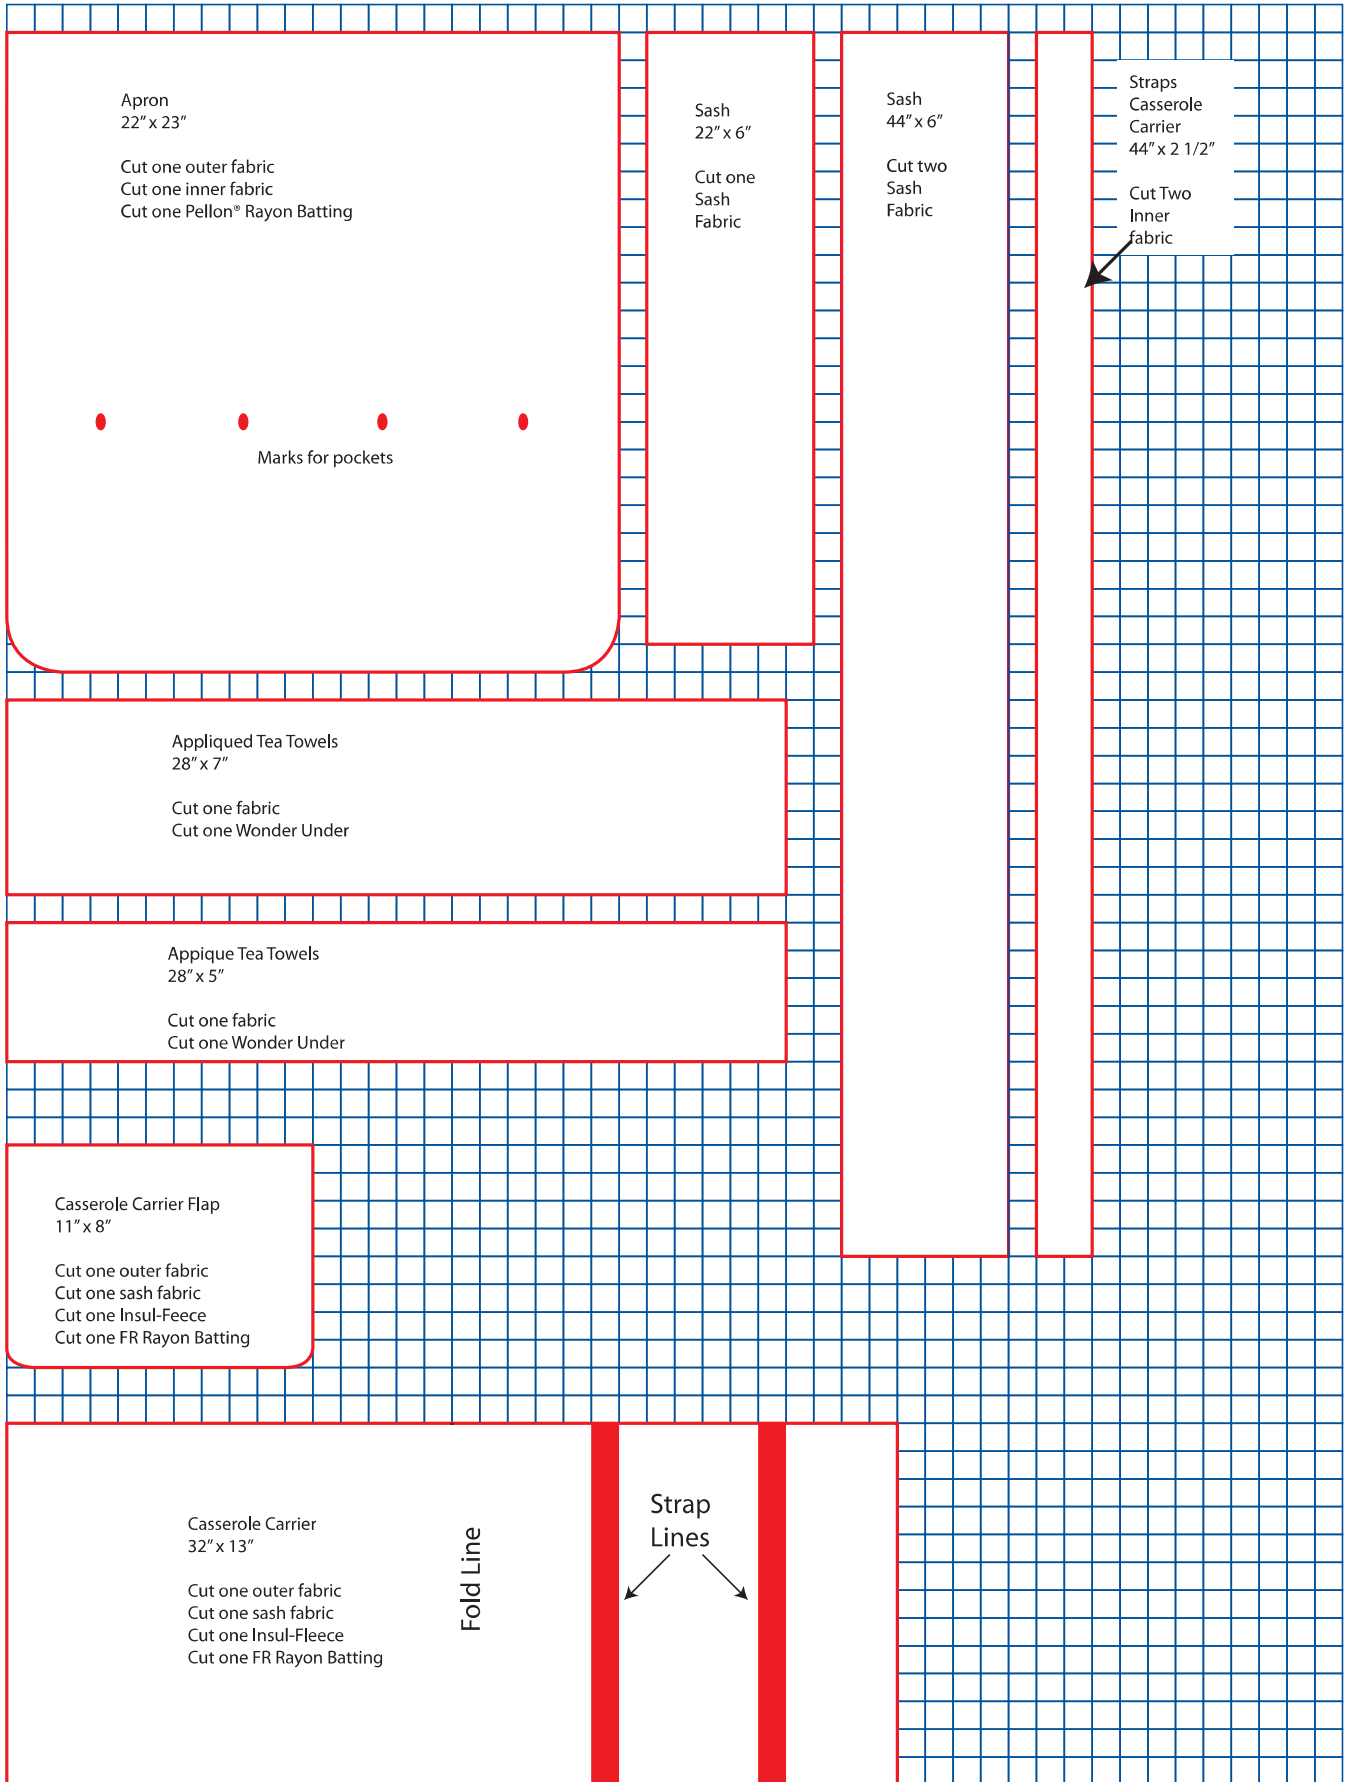 Apron
22" x 23"
Cut one outer fabric
Cut one inner fabric
Cut one Pellon® Rayon Batting
Marks for pockets
Sash
22" x 6"
Cut one
Sash
Fabric
Sash
44" x 6"
Cut two
Sash
Fabric
Straps
Casserole
Carrier
44" x 2 1/2"
Cut Two
Inner
fabric
Appliqued Tea Towels
28" x 7"
Cut one fabric
Cut one Wonder Under
Appique Tea Towels
28" x 5"
Cut one fabric
Cut one Wonder Under
Casserole Carrier Flap
11" x 8"
Cut one outer fabric
Cut one sash fabric
Cut one Insul-Feece
Cut one FR Rayon Batting
Casserole Carrier
32" x 13"
Cut one outer fabric
Cut one sash fabric
Cut one Insul-Fleece
Cut one FR Rayon Batting
Fold Line
Strap
Lines